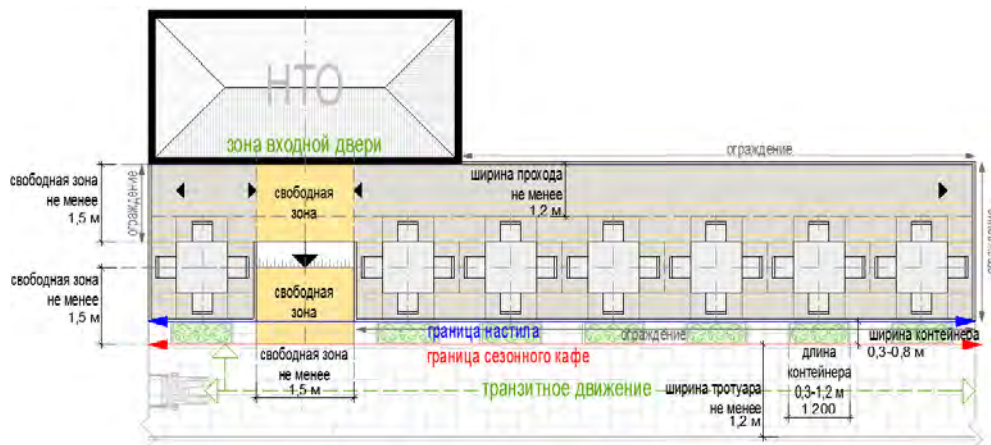 НТО
зона входной двери
ограждение
свободная зона
не менее
1,5 м
ограждение
свободная
зона
ширина прохода
не менее
1,2 м
ограждение
свободная зона
не менее
1,5 м
свободная
зона
граница настила
ограждение
ширина контейнера
0,3-0,8 м
граница сезонного кафе
свободная зона
не менее
1,5 м
транзитное движение
ширина тротуара
не менее
1,2 м
длина
контейнера
0,3-1,2 м
1.200